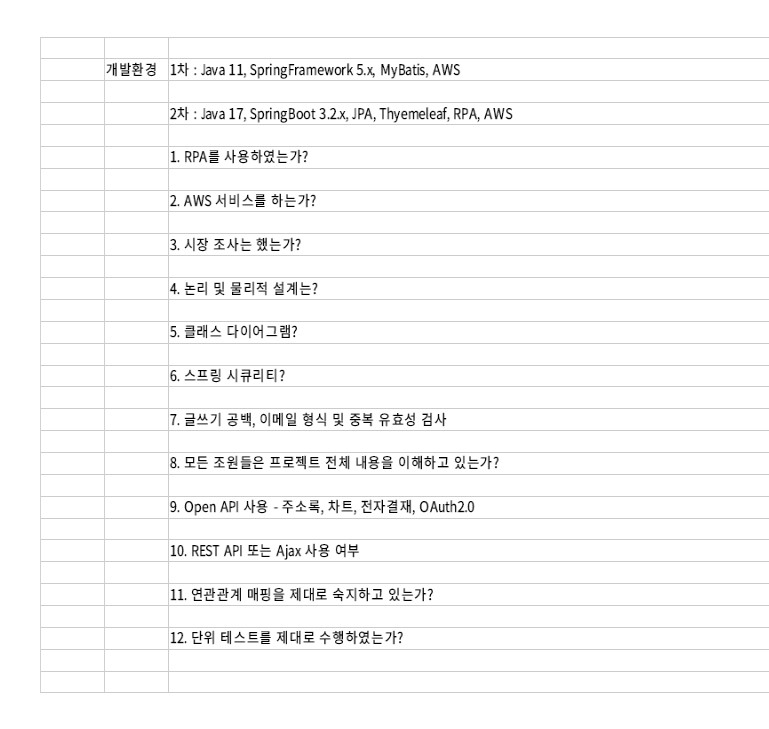 개발환경 1차 : Java 11, SpringFramework 5.x, MyBatis, AWS
2차 : Java 17, SpringBoot 3.2.x, JPA, Thyemeleaf, RPA, AWS
1. RPA를 사용하였는가?
2. AWS 서비스를 하는가?
3. 시장 조사는 했는가?
4. 논리 및 물리적 설계는?
5. 클래스 다이어그램?
6. 스프링 시큐리티?
7. 글쓰기 공백, 이메일 형식 및 중복 유효성 검사
8. 모든 조원들은 프로젝트 전체 내용을 이해하고 있는가?
9. Open API 사용 - 주소록, 차트, 전자결재, OAuth2.0
10. REST API 또는 Ajax 사용 여부
11. 연관관계 매핑을 제대로 숙지하고 있는가?
12. 단위 테스트를 제대로 수행하였는가?